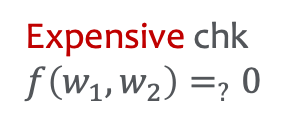 Expensive chk
f(w₁, w₂) =? 0